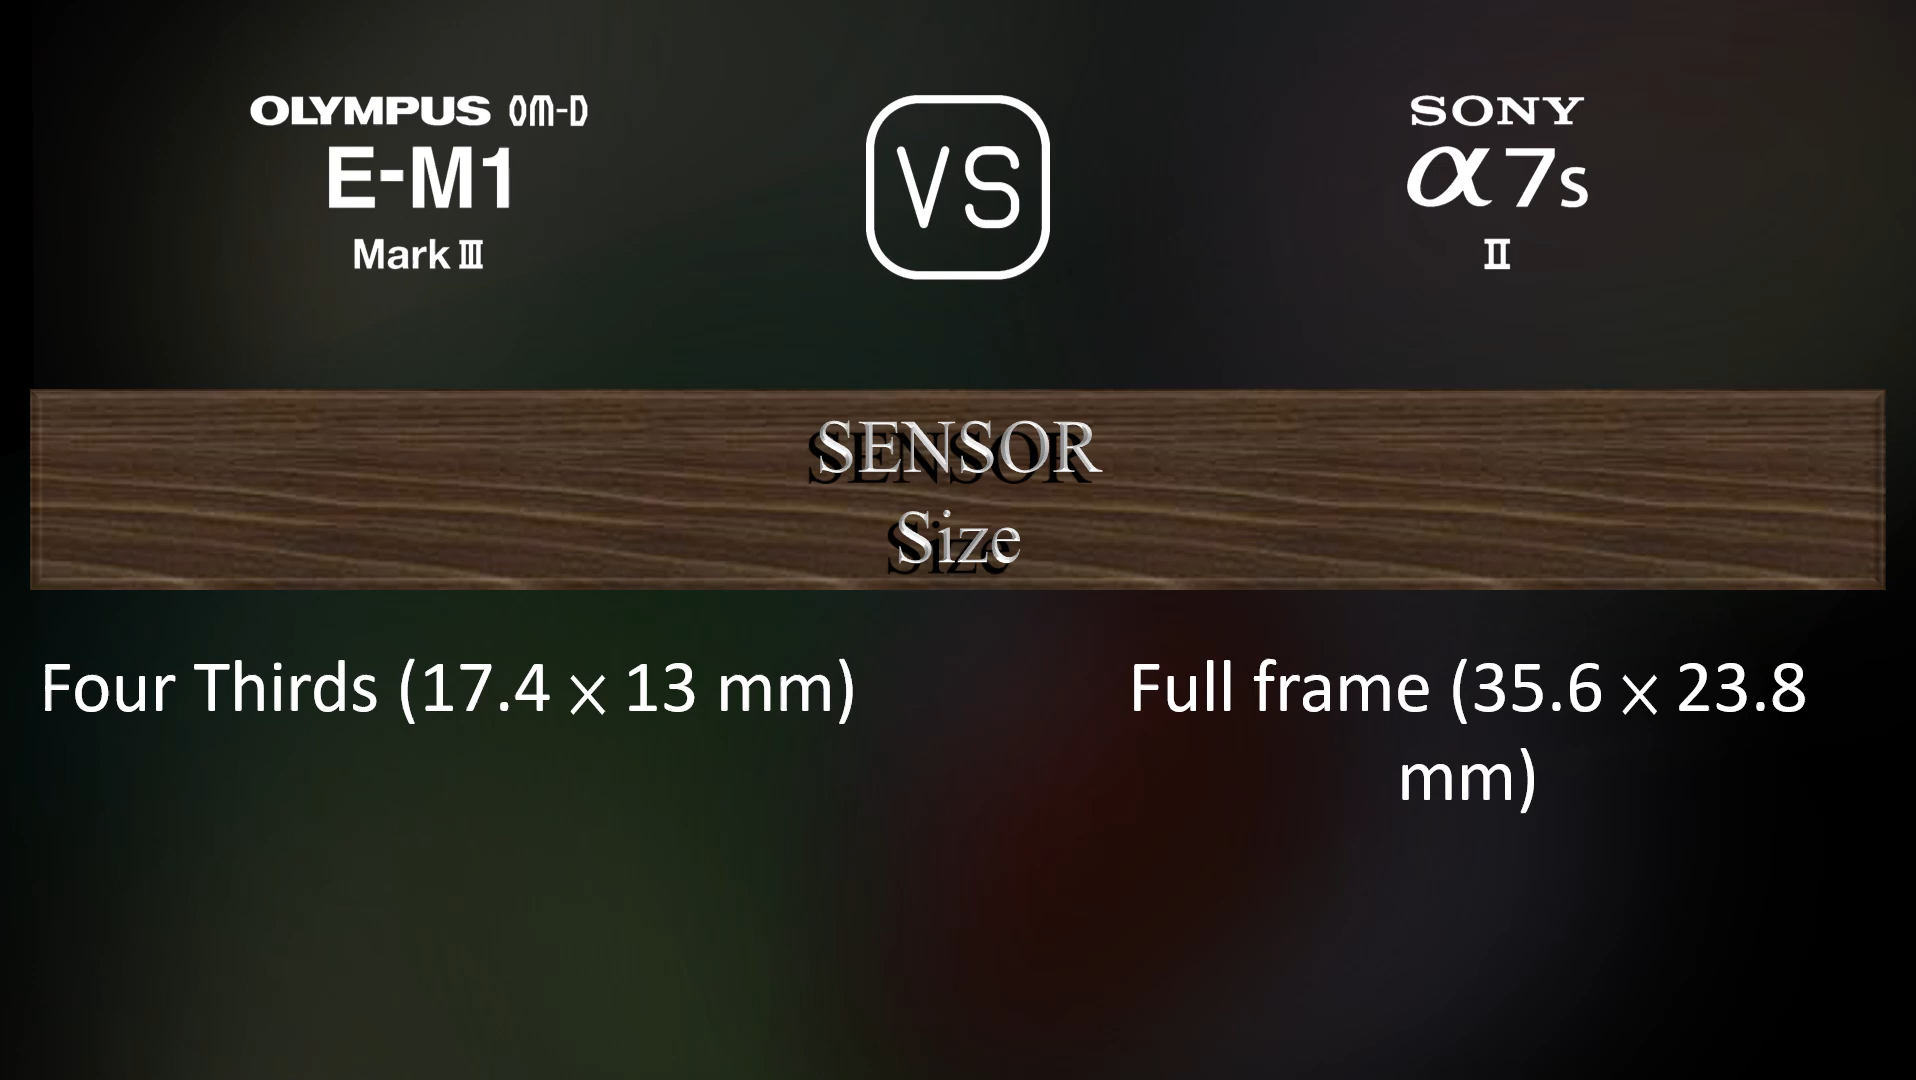 OLYMPUS OM-D
E-M1
Mark III
VS
SONY
α7s
II
SENSOR
Size
Four Thirds (17.4 x 13 mm)
Full frame (35.6 x 23.8
mm)